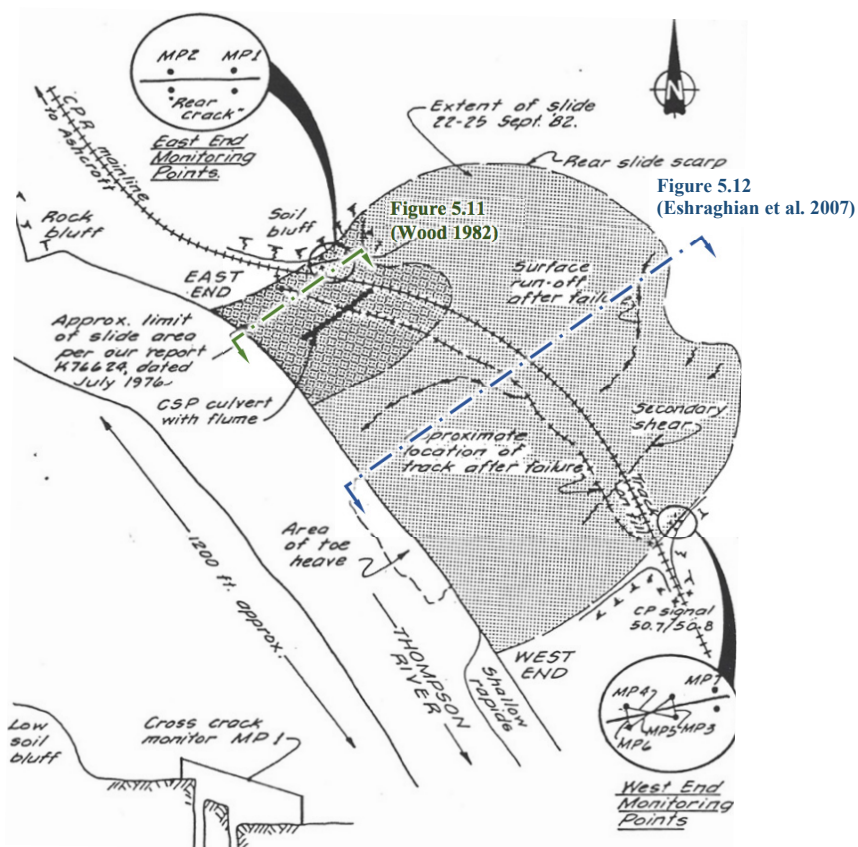 MP2 MP1
"Rear
crack"
East End
Monitoring
Points.
CPR mainline
to Ashcroft
N
Extent of slide
22-25 Sept. '82.
Rear slide scarp
Figure 5.12
(Eshraghian et al. 2007)
Figure 5.11
(Wood 1982)
Rock
bluff
Soil
bluff
EAST
END
Surface
run-off
after failure
Approx. limit
of slide area
per our report
K76624, dated
July 1976
CSP culvert
with flume
Secondary
shear
Approximate
location of
track after failure
Track
on fill
Area
of toe
heave
1200 ft. approx.
THOMPSON
RIVER
Shallow
rapids
WEST
END
CP signal
50.7/50.8
MP7
MP4
MP5 MP3
MP6
West End
Monitoring
Points
Low
soil
bluff
Cross crack
monitor MP1